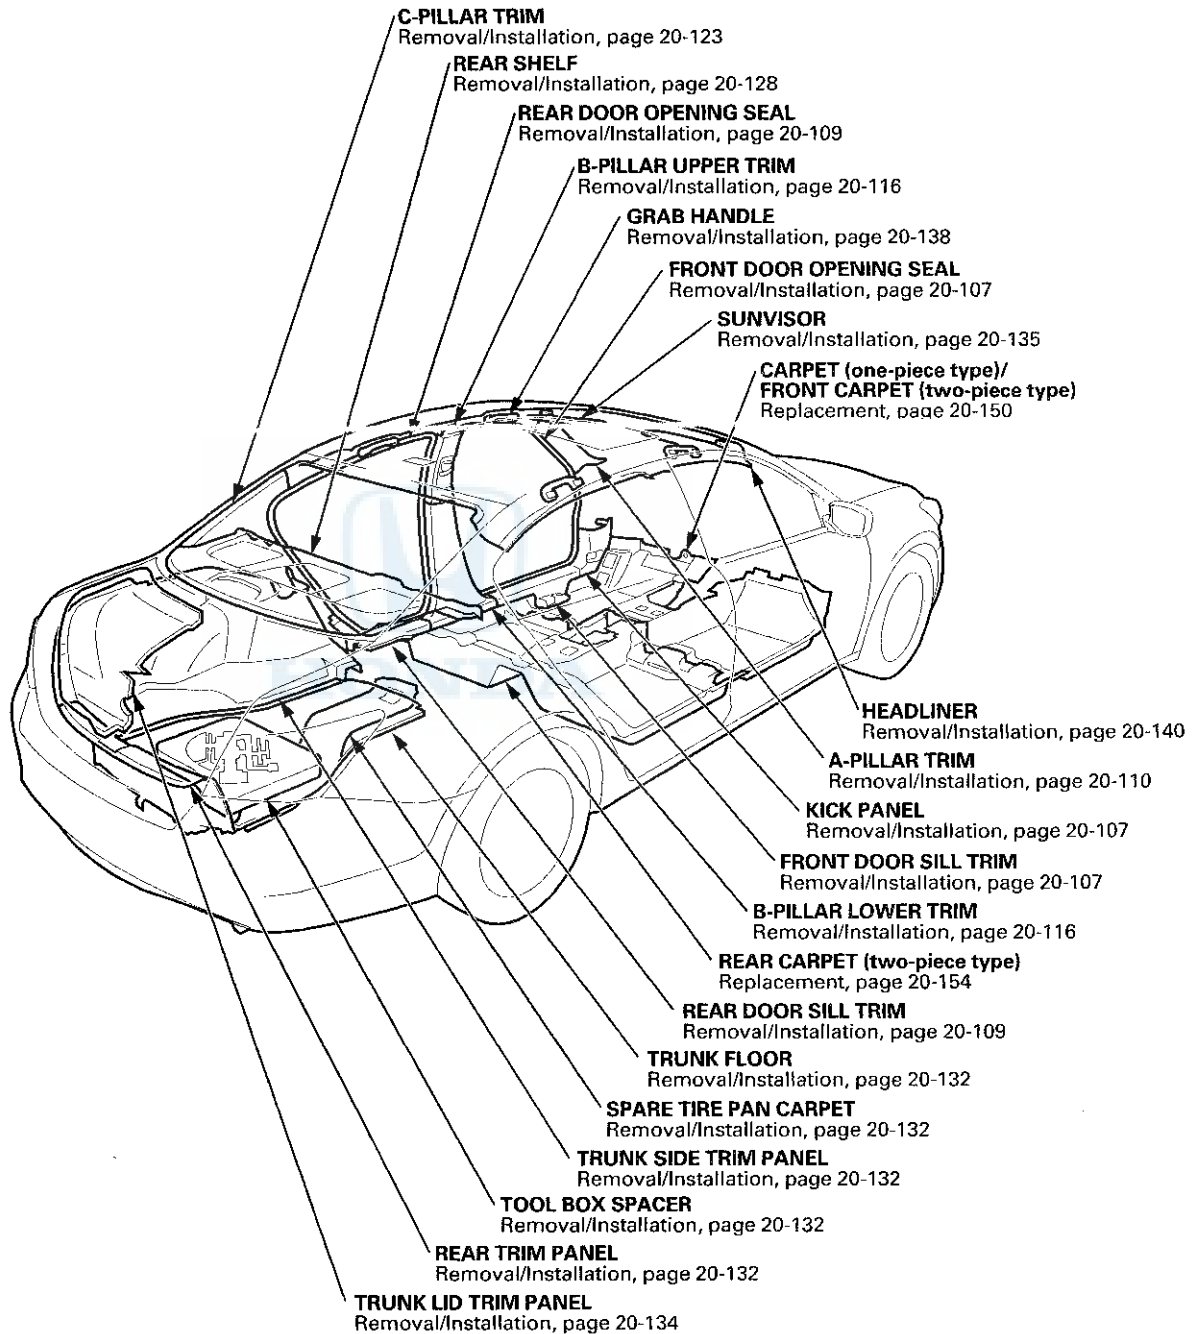 C-PILLAR TRIM
Removal/Installation, page 20-123
REAR SHELF
Removal/Installation, page 20-128
REAR DOOR OPENING SEAL
Removal/Installation, page 20-109
B-PILLAR UPPER TRIM
Removal/Installation, page 20-116
GRAB HANDLE
Removal/Installation, page 20-138
FRONT DOOR OPENING SEAL
Removal/Installation, page 20-107
SUNVISOR
Removal/Installation, page 20-135
CARPET (one-piece type)/
FRONT CARPET (two-piece type)
Replacement, page 20-150
HONDA
HEADLINER
Removal/Installation, page 20-140
A-PILLAR TRIM
Removal/Installation, page 20-110
KICK PANEL
Removal/Installation, page 20-107
FRONT DOOR SILL TRIM
Removal/Installation, page 20-107
B-PILLAR LOWER TRIM
Removal/Installation, page 20-116
REAR CARPET (two-piece type)
Replacement, page 20-154
REAR DOOR SILL TRIM
Removal/Installation, page 20-109
TRUNK FLOOR
Removal/Installation, page 20-132
SPARE TIRE PAN CARPET
Removal/Installation, page 20-132
TRUNK SIDE TRIM PANEL
Removal/Installation, page 20-132
TOOL BOX SPACER
Removal/Installation, page 20-132
REAR TRIM PANEL
Removal/Installation, page 20-132
TRUNK LID TRIM PANEL
Removal/Installation, page 20-134